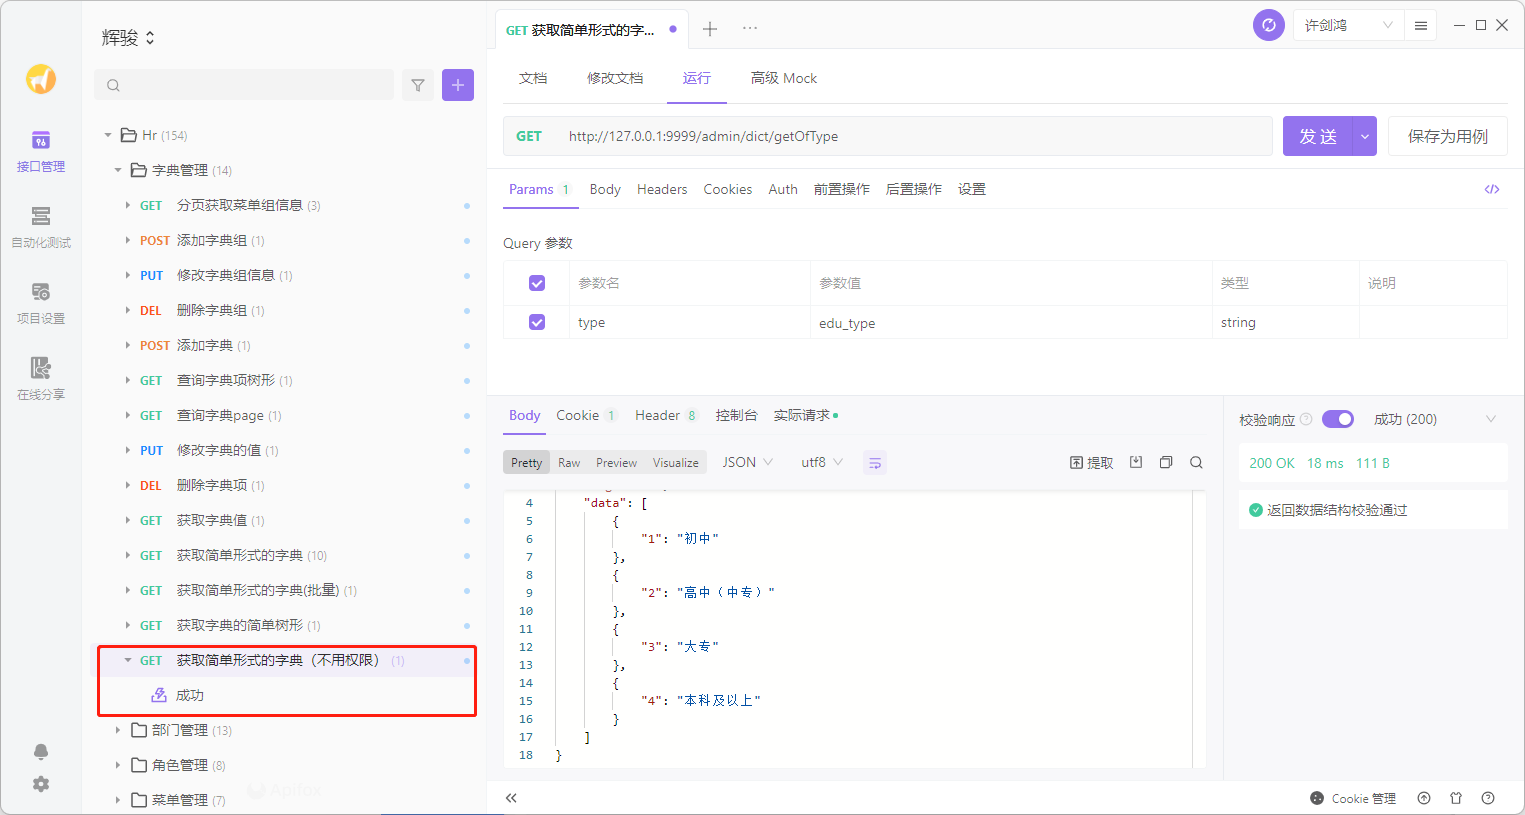 辉骏
接口管理
自动化测试
项目设置
在线分享
Hr (154)
字典管理 (14)
GET 分页获取菜单组信息 (3)
POST 添加字典组 (1)
PUT 修改字典组信息 (1)
DEL 删除字典组 (1)
POST 添加字典 (1)
GET 查询字典项树形 (1)
GET 查询字典page (1)
PUT 修改字典的值 (1)
DEL 删除字典项 (1)
GET 获取字典值 (1)
GET 获取简单形式的字典 (10)
GET 获取简单形式的字典(批量) (1)
GET 获取字典的简单树形 (1)
GET 获取简单形式的字典（不用权限） (1)
成功
部门管理 (13)
角色管理 (8)
菜单管理 (7)
Apifox
GET 获取简单形式的字... ···
许剑鸿
文档 修改文档 运行 高级 Mock
GET http://127.0.0.1:9999/admin/dict/getOfType 发 送 保存为用例
Params 1 Body Headers Cookies Auth 前置操作 后置操作 设置 </>
Query 参数
参数名 参数值 类型 说明
type edu_type string
Body Cookie 1 Header 8 控制台 实际请求
Pretty Raw Preview Visualize JSON utf8 提取
4 "data": [
5 {
6 "1": "初中"
7 },
8 {
9 "2": "高中（中专）"
10 },
11 {
12 "3": "大专"
13 },
14 {
15 "4": "本科及以上"
16 }
17 ]
18 }
校验响应 成功 (200)
200 OK 18 ms 111 B
返回数据结构校验通过
Cookie 管理